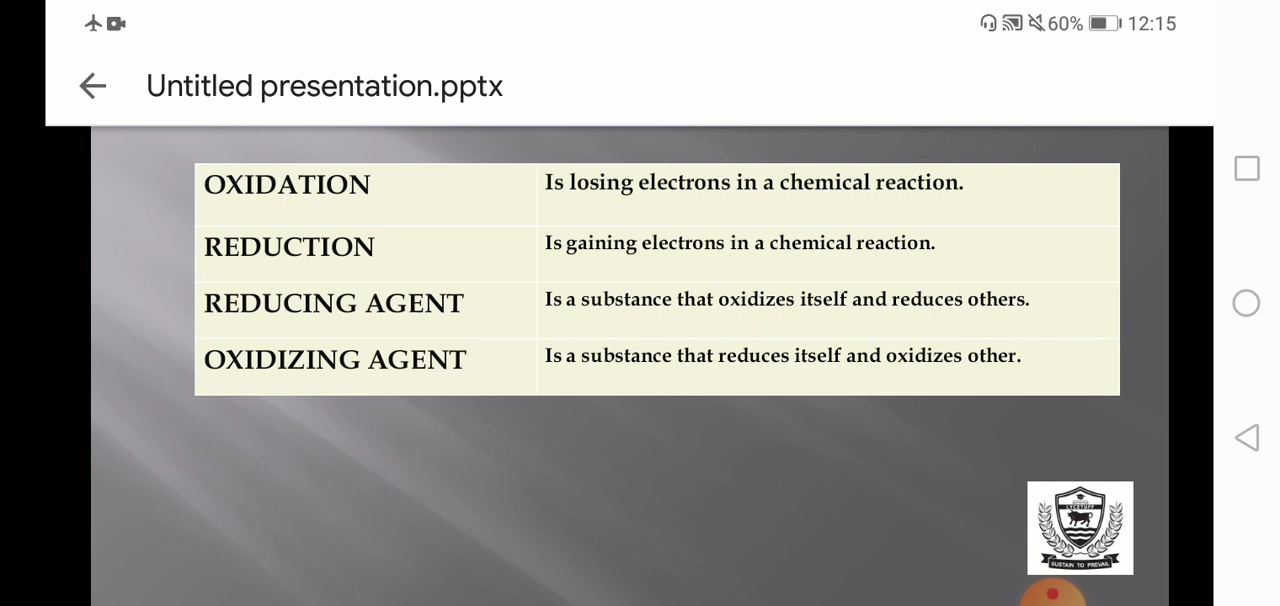 60% 12:15
Untitled presentation.pptx
OXIDATION Is losing electrons in a chemical reaction.
REDUCTION Is gaining electrons in a chemical reaction.
REDUCING AGENT Is a substance that oxidizes itself and reduces others.
OXIDIZING AGENT Is a substance that reduces itself and oxidizes other.
SUSTAIN TO PREVAIL